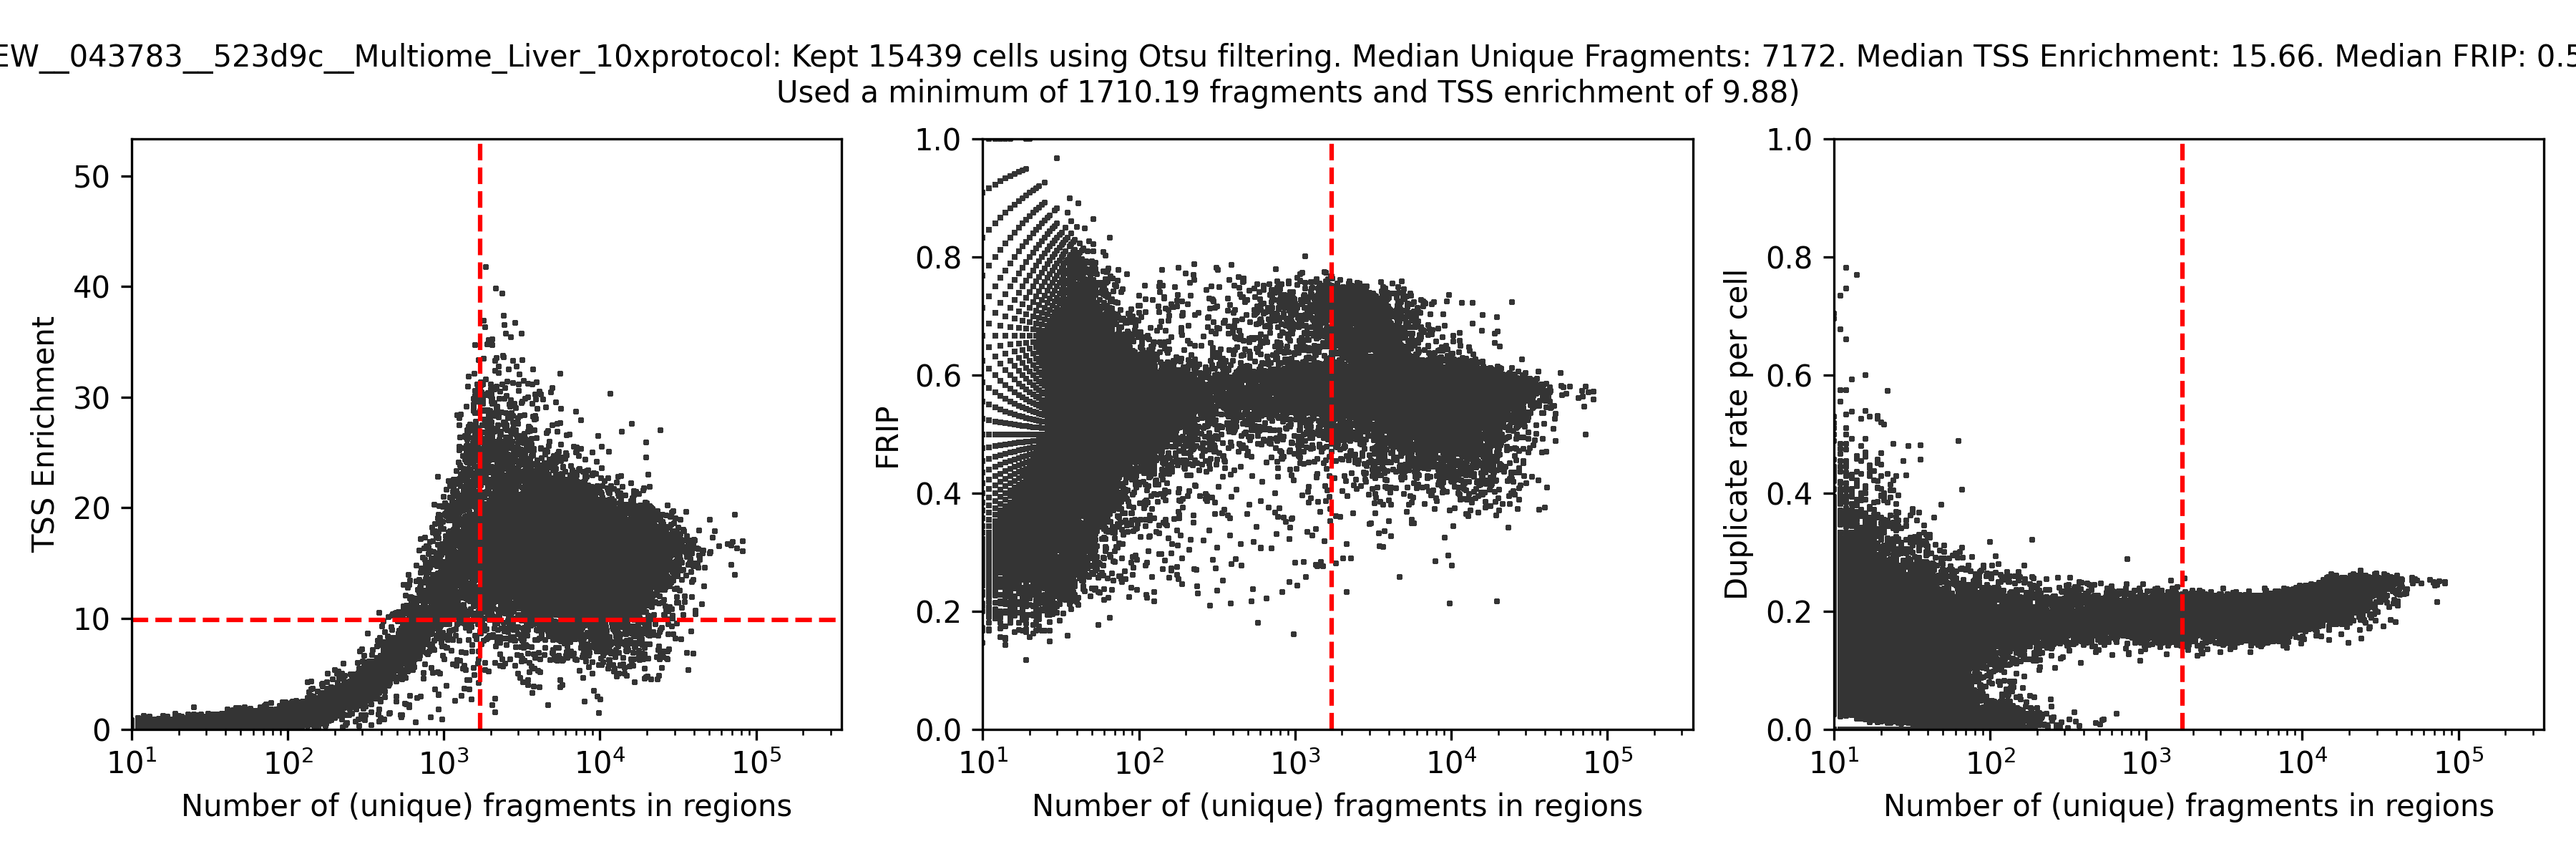 EW__043783__523d9c__Multiome_Liver_10xprotocol: Kept 15439 cells using Otsu filtering. Median Unique Fragments: 7172. Median TSS Enrichment: 15.66. Median FRIP: 0.5
Used a minimum of 1710.19 fragments and TSS enrichment of 9.88)
TSS Enrichment
50
40
30
20
10
0
10¹ 10² 10³ 10⁴ 10⁵
Number of (unique) fragments in regions
FRIP
1.0
0.8
0.6
0.4
0.2
0.0
10¹ 10² 10³ 10⁴ 10⁵
Number of (unique) fragments in regions
Duplicate rate per cell
1.0
0.8
0.6
0.4
0.2
0.0
10¹ 10² 10³ 10⁴ 10⁵
Number of (unique) fragments in regions